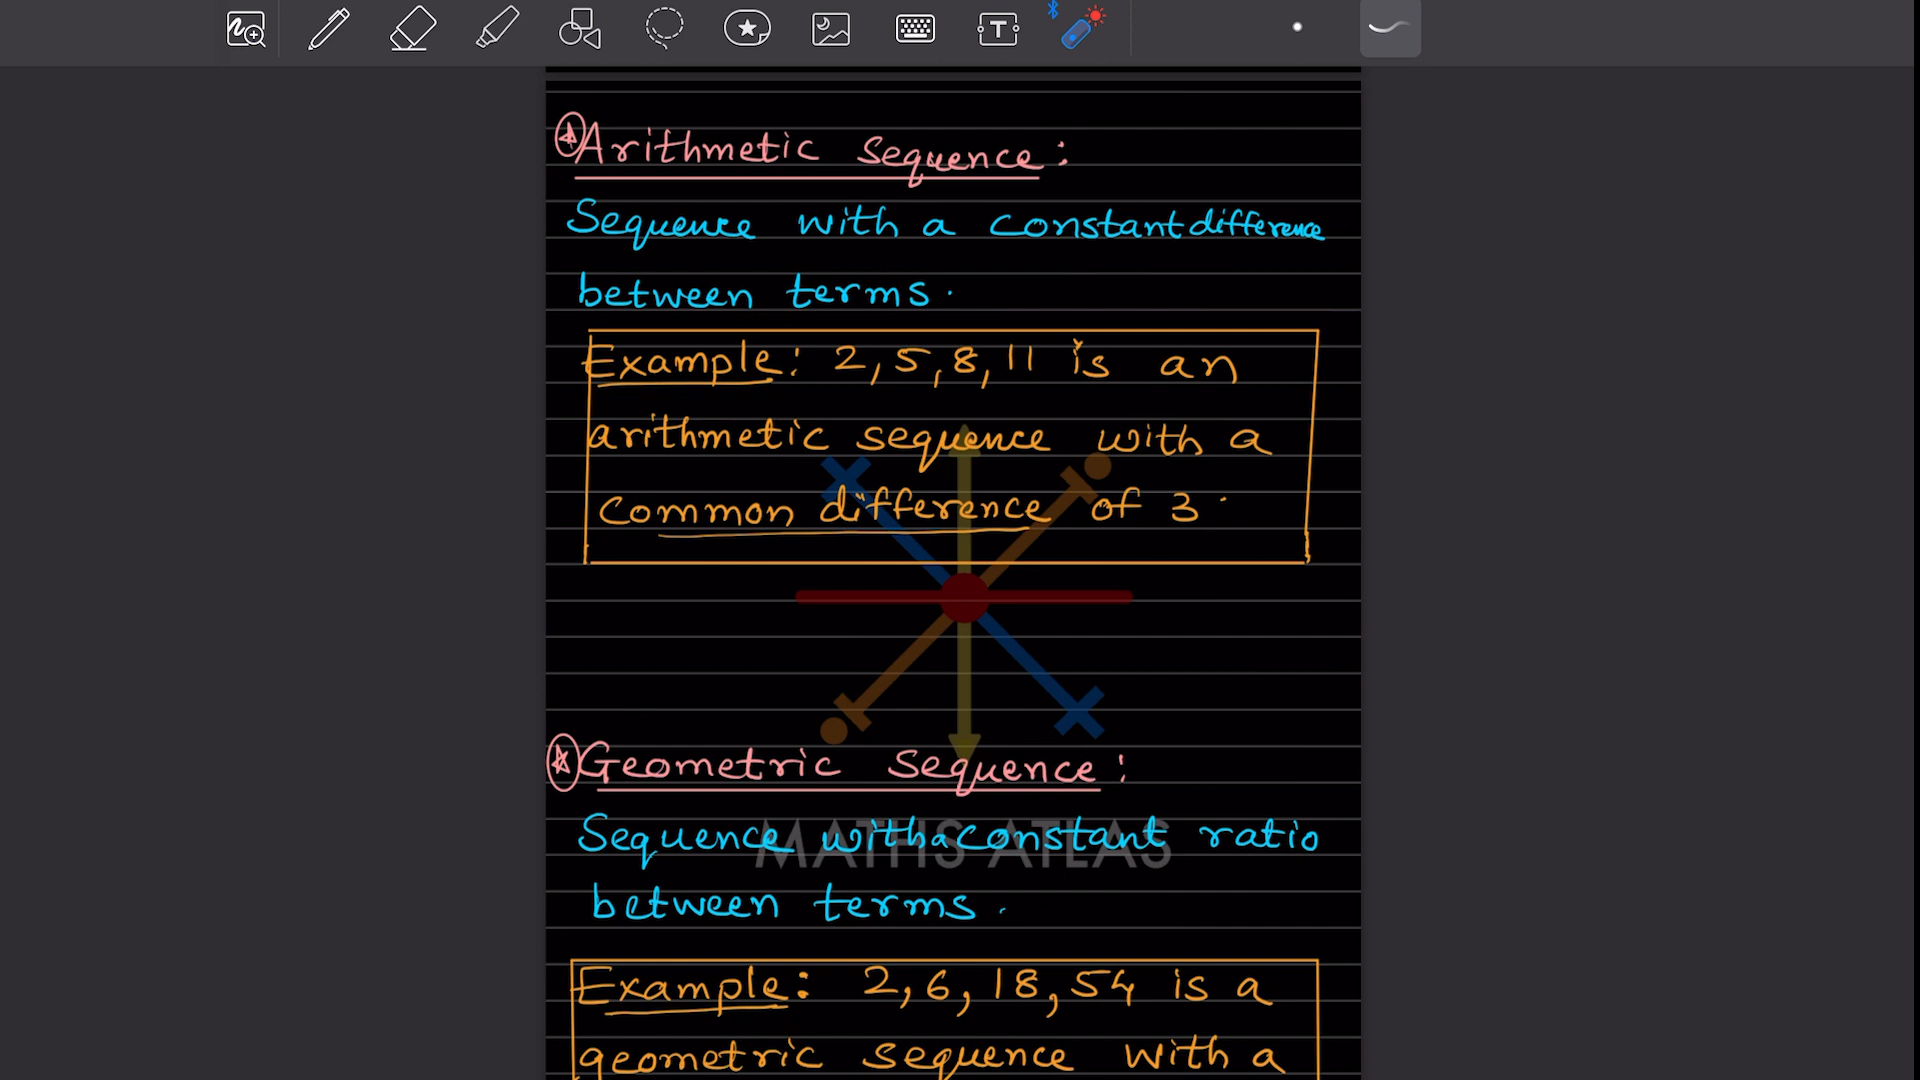 Arithmetic Sequence:
Sequence with a constant difference
between terms.
Example: 2, 5, 8, 11 is an
arithmetic sequence with a
common difference of 3.
Geometric Sequence:
Sequence with a constant ratio
MATHS ATLAS
between terms.
Example: 2, 6, 18, 54 is a
geometric sequence with a